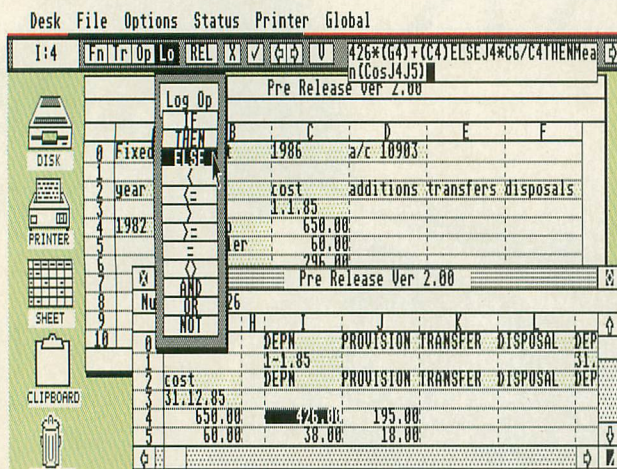 Desk File Options Status Printer Global
I:4 Fn Tr Op Lo REL X √ V 426*(G4)+(C4)ELSEJ4*C6/C4THENMea
n(CosJ4J5)
Pre Release Ver 2.00
Log Op
IF
THEN
ELSE
<
<=
>
>=
=
<>
AND
OR
NOT
DISK
PRINTER
SHEET
CLIPBOARD
B C D E F
0 Fixed 1986 a/c 10903
1
2 year cost additions transfers disposals
3 1.1.85
4 1982 650.00
5 60.00
6 296.00
7
8
9
10
Pre Release Ver 2.00
H I J K L
0 DEPN PROVISION TRANSFER DISPOSAL DEP
1 1-1.85 31.
2 cost DEPN PROVISION TRANSFER DISPOSAL DEP
3 31.12.85
4 650.00 426.00 195.00
5 60.00 38.00 18.00